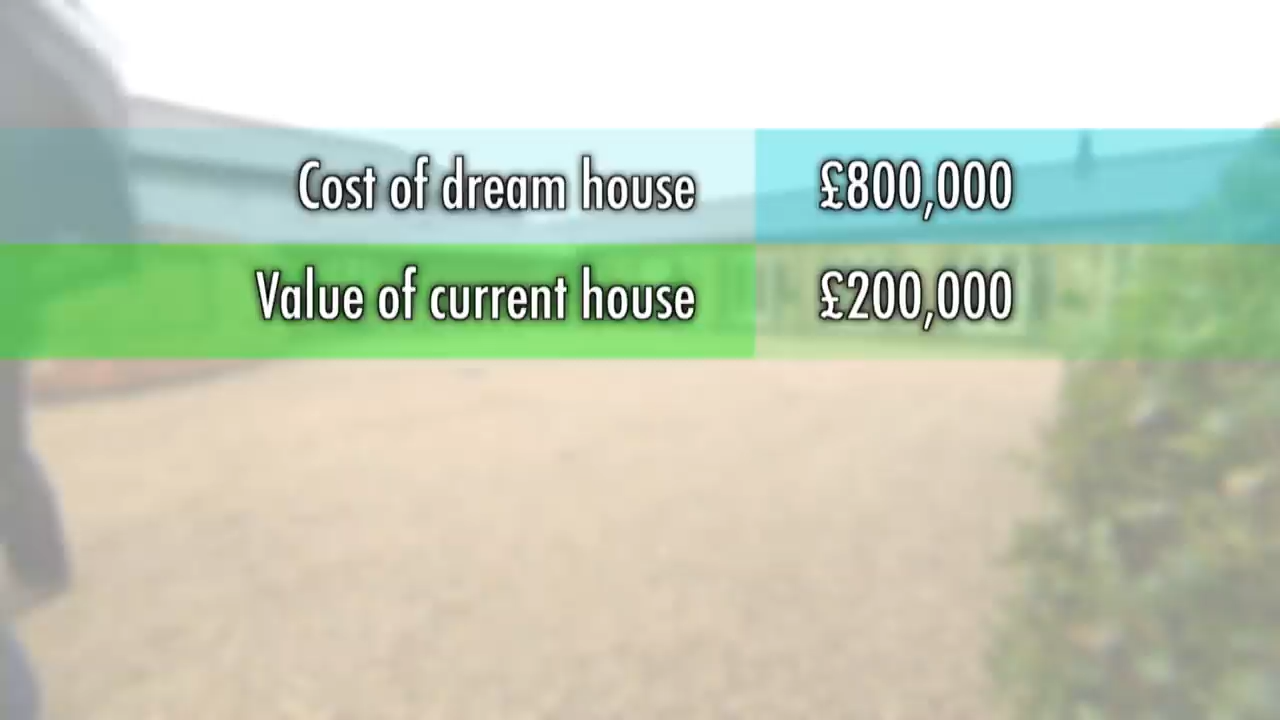 Cost of dream house £800,000
Value of current house £200,000